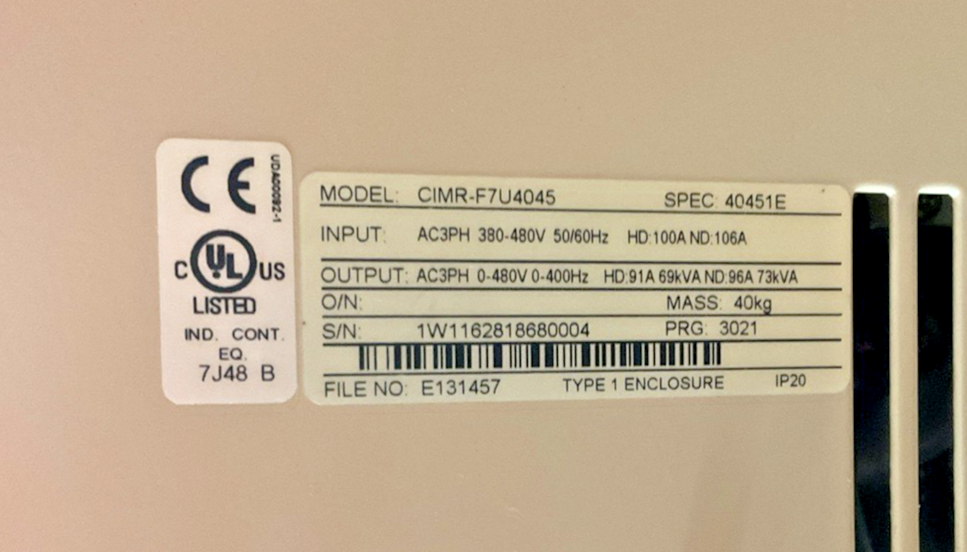 CE
UDA00092-1
C UL US
LISTED
IND. CONT.
EQ.
7J48 B
MODEL: CIMR-F7U4045 SPEC: 40451E
INPUT: AC3PH 380-480V 50/60Hz HD:100A ND:106A
OUTPUT: AC3PH 0-480V 0-400Hz HD:91A 69kVA ND:96A 73kVA
O/N: MASS: 40kg
S/N: 1W1162818680004 PRG: 3021
FILE NO: E131457 TYPE 1 ENCLOSURE IP20